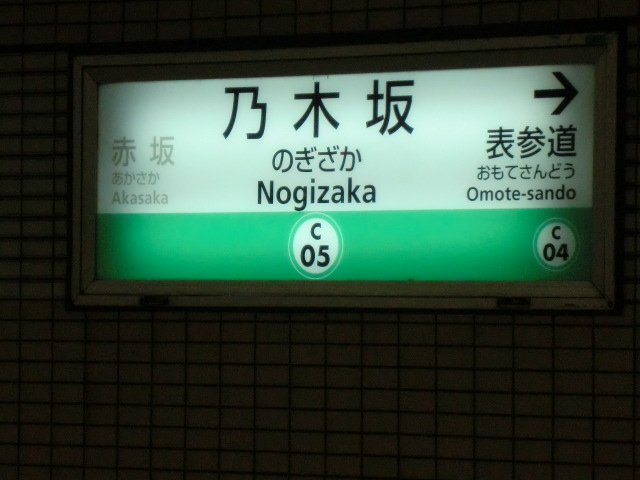 乃木坂
のぎざか
Nogizaka
C
05
赤坂
あかさか
Akasaka
→
表参道
おもてさんどう
Omote-sando
C
04